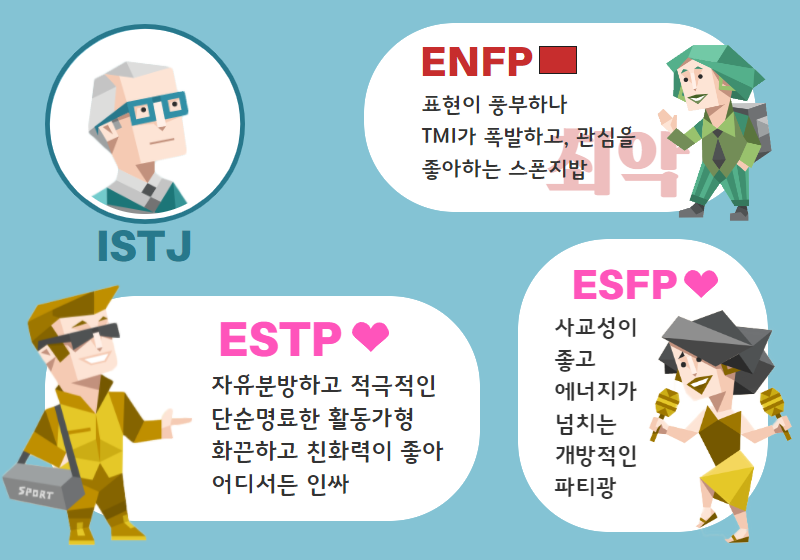 ISTJ
ENFP
표현이 풍부하나
TMI가 폭발하고, 관심을
좋아하는 스폰지밥
최악
ESTP
자유분방하고 적극적인
단순명료한 활동가형
화끈하고 친화력이 좋아
어디서든 인싸
SPORT
ESFP
사교성이
좋고
에너지가
넘치는
개방적인
파티광